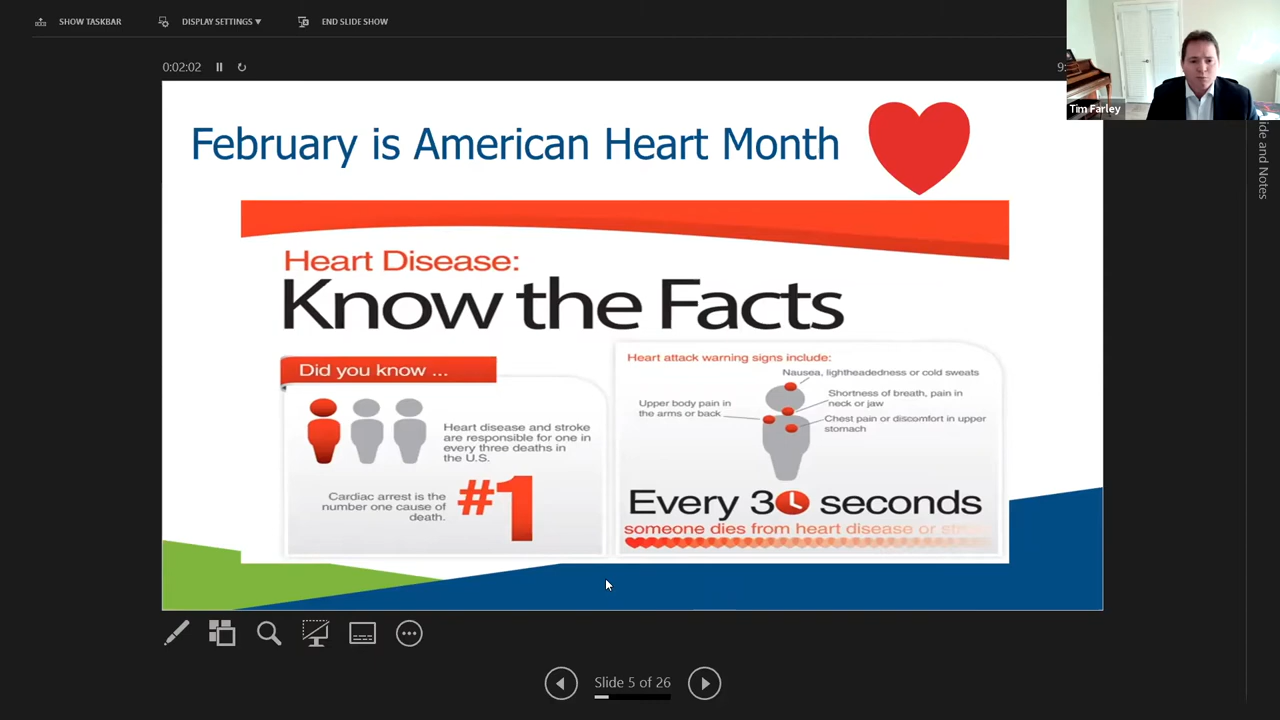 SHOW TASKBAR
DISPLAY SETTINGS ▼
END SLIDE SHOW
0:02:02
9:
Tim Farley
ide and Notes
February is American Heart Month
Heart Disease:
Know the Facts
Did you know ...
Heart disease and stroke
are responsible for one in
every three deaths in
the U.S.
Cardiac arrest is the
number one cause of
death.
#1
Heart attack warning signs include:
Nausea, lightheadedness or cold sweats
Shortness of breath, pain in
neck or jaw
Upper body pain in
the arms or back
Chest pain or discomfort in upper
stomach
Every 30 seconds
someone dies from heart disease or
Slide 5 of 26